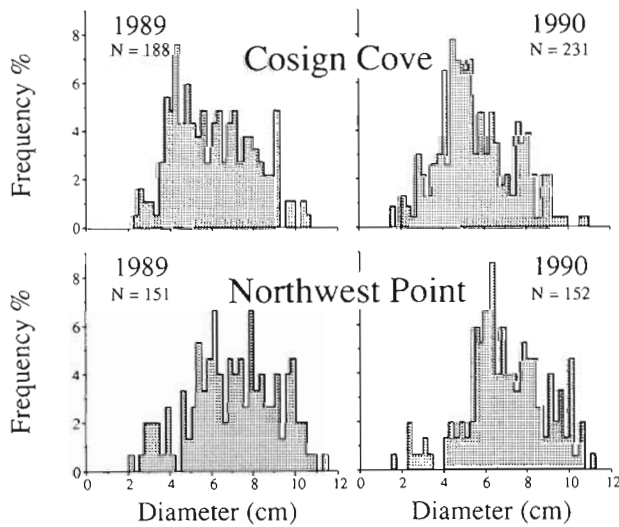 1989
N = 188
Cosign Cove
1990
N = 231
Frequency %
8
6
4
2
0
1989
N = 151
Northwest Point
1990
N = 152
Frequency %
8
6
4
2
0
0 2 4 6 8 10 12
0 2 4 6 8 10 12
Diameter (cm)
Diameter (cm)